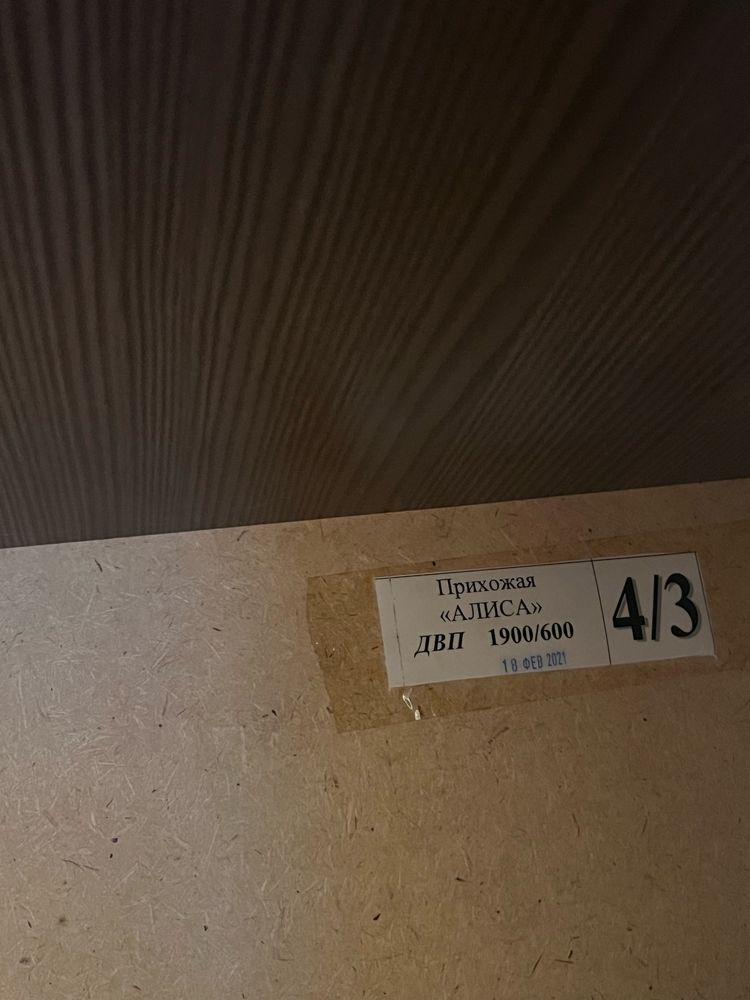 Прихожая
«АЛИСА»
ДВП 1900/600
18 ФЕВ 2021
4/3